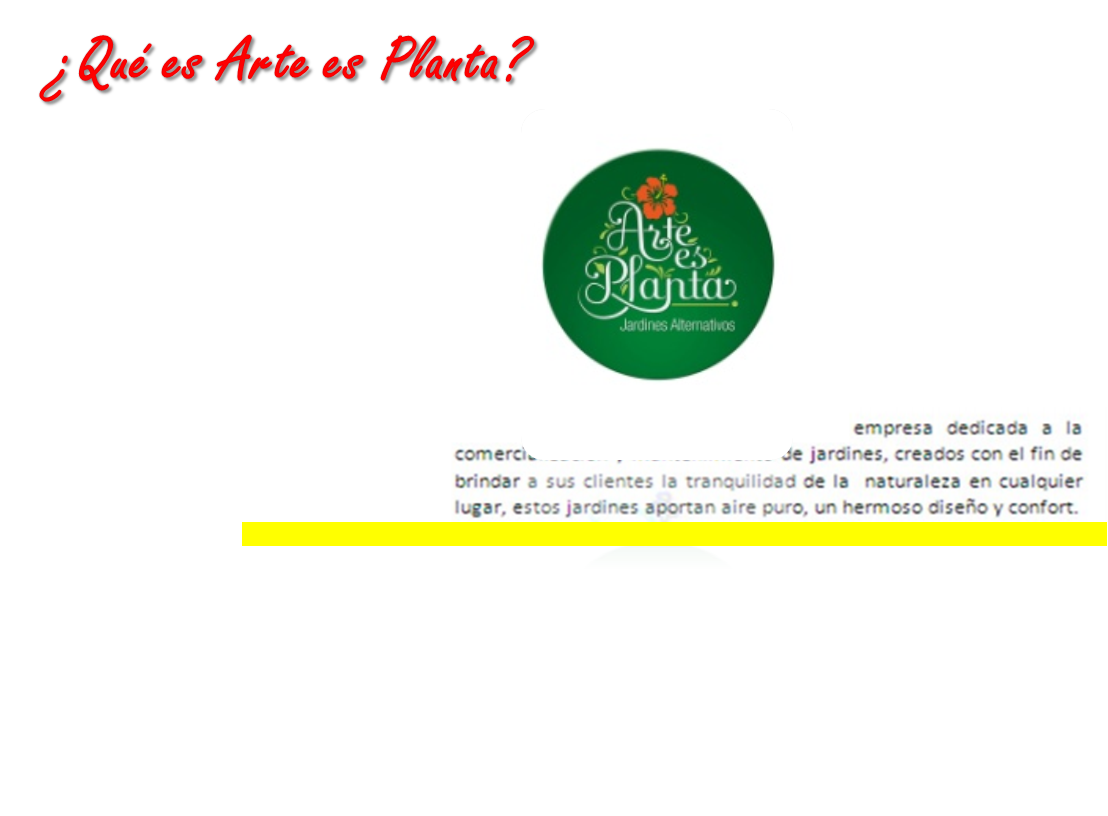 ¿Qué es Arte es Planta?
Arte
es
Planta
Jardines Alternativos
empresa dedicada a la
de jardines, creados con el fin de
brindar a sus clientes la tranquilidad de la naturaleza en cualquier
lugar, estos jardines aportan aire puro, un hermoso diseño y confort.